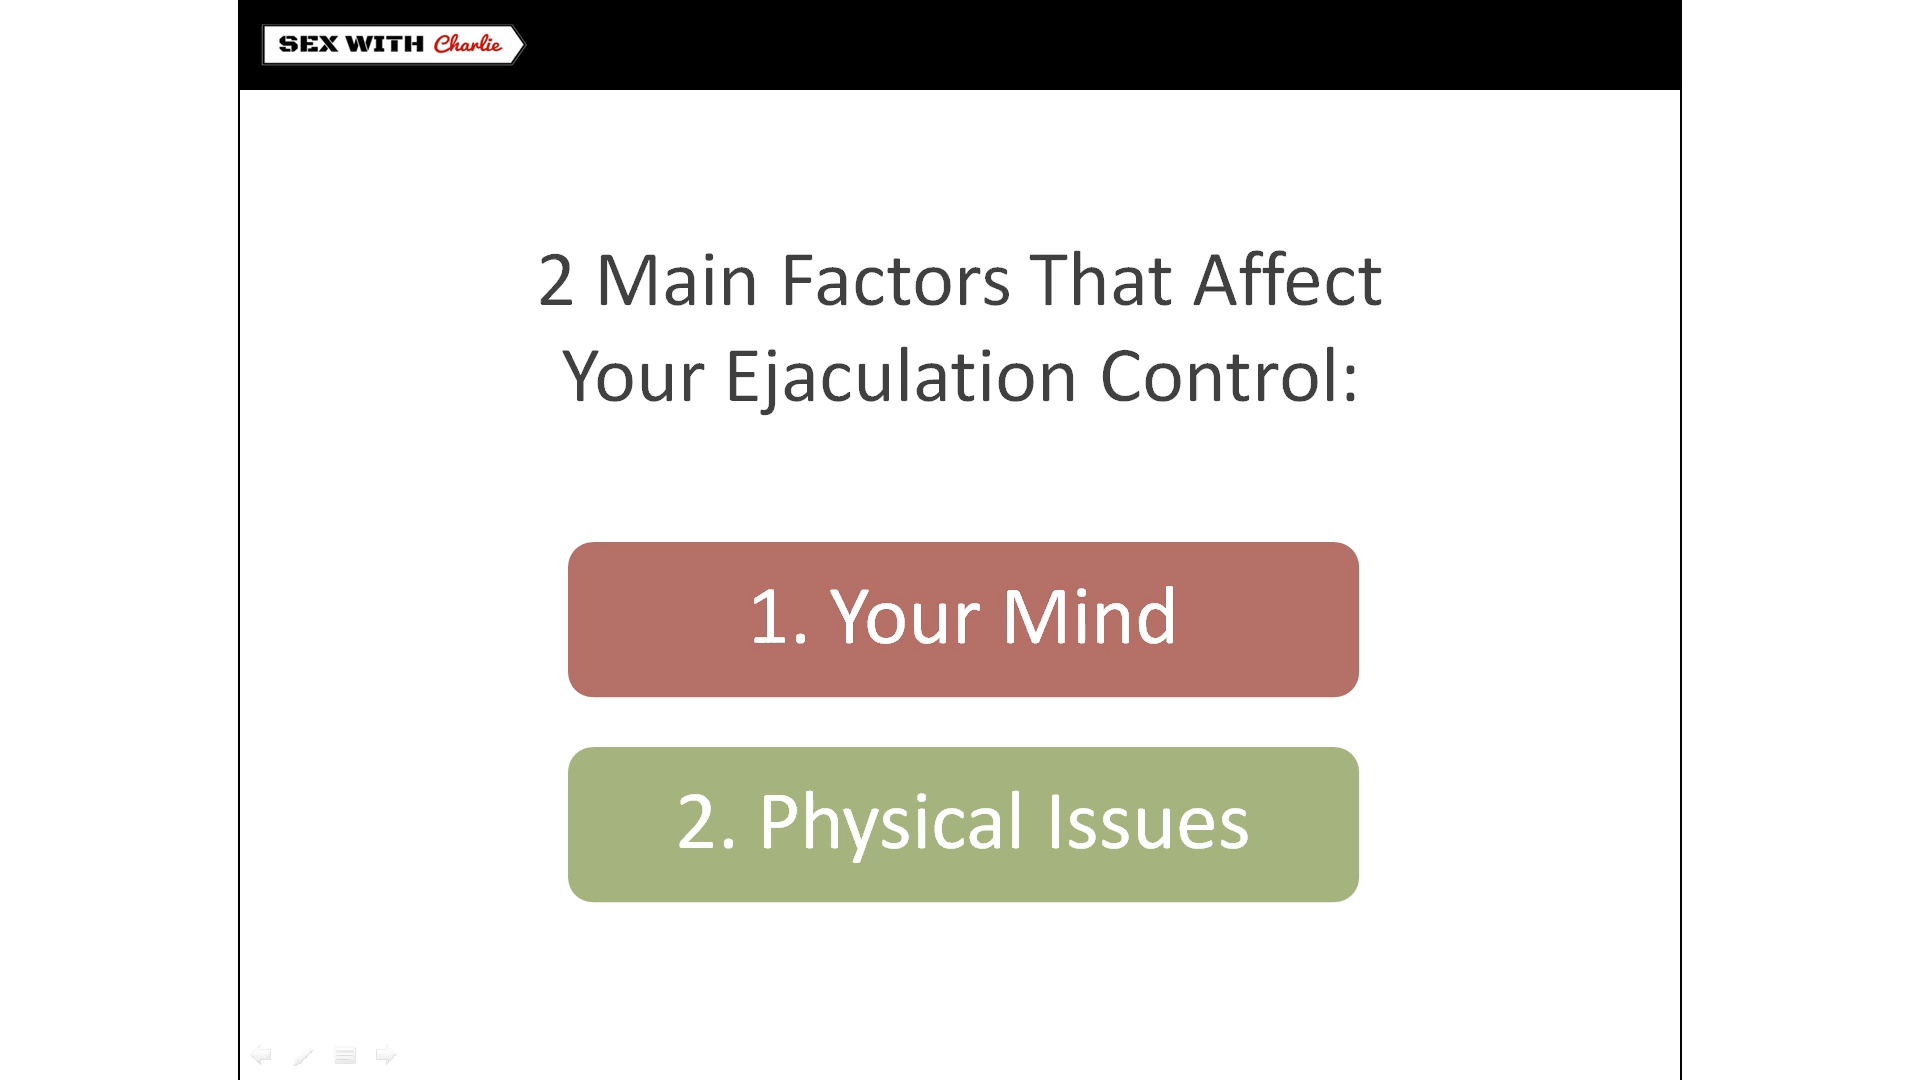 SEX WITH Charlie
2 Main Factors That Affect
Your Ejaculation Control:
1. Your Mind
2. Physical Issues